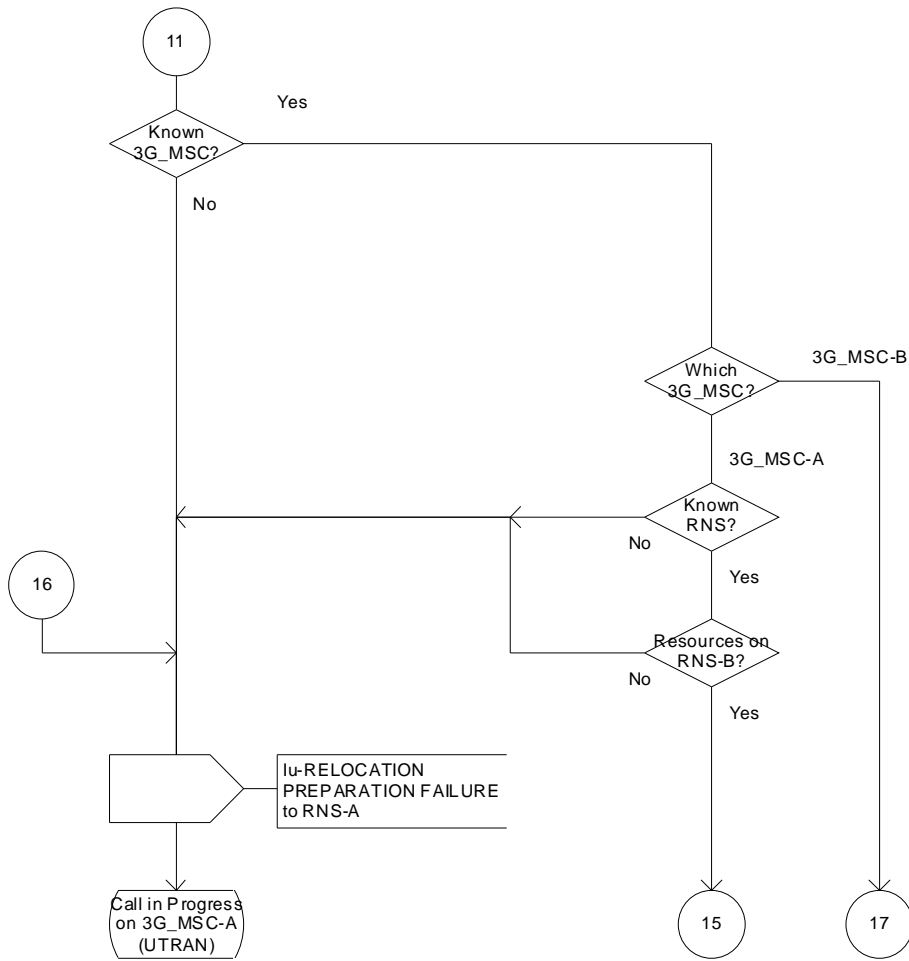 11
Yes
Known
3G_MSC?
No
3G_MSC-B
Which
3G_MSC?
3G_MSC-A
Known
RNS?
No
Yes
16
Resources on
RNS-B?
No
Yes
Iu-RELOCATION
PREPARATION FAILURE
to RNS-A
Call in Progress
on 3G_MSC-A
(UTRAN)
15
17